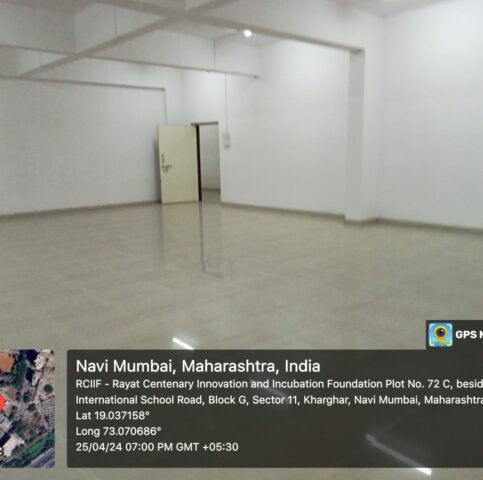 GPS
Navi Mumbai, Maharashtra, India
RCIIF - Rayat Centenary Innovation and Incubation Foundation Plot No. 72 C,
International School Road, Block G, Sector 11, Kharghar, Navi Mumbai, Maharashtra
Lat 19.037158°
Long 73.070686°
25/04/24 07:00 PM GMT +05:30